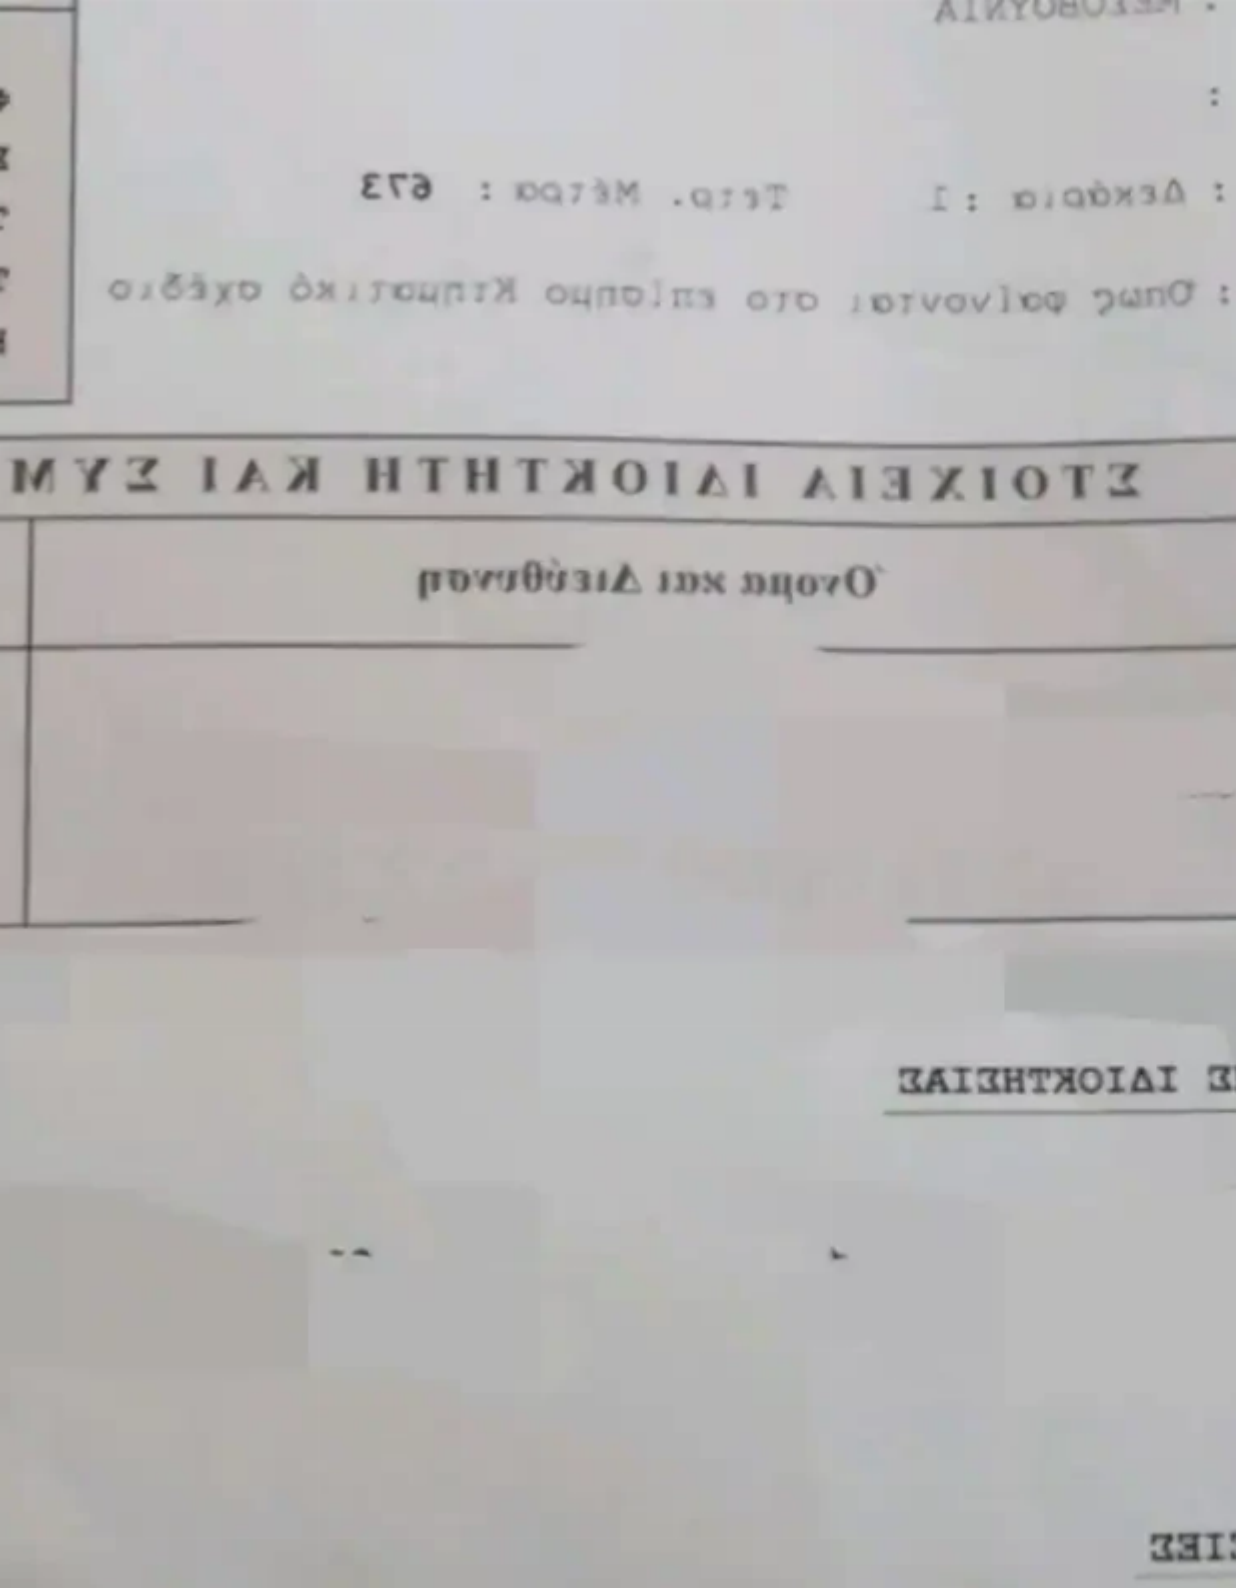 ΜΕΣΟΒΟΥΝΙΑ
:
: Δεκάρια :1 Τετρ. Μέτρα : 673
: Όπως φαίνονται στο επίσημο Κτηματικό σχέδιο
ΣΤΟΙΧΕΙΑ ΙΔΙΟΚΤΗΤΗ ΚΑΙ ΣΥΜ
Όνομα και Διεύθυνση
ΙΔΙΟΚΤΗΣΙΑΣ